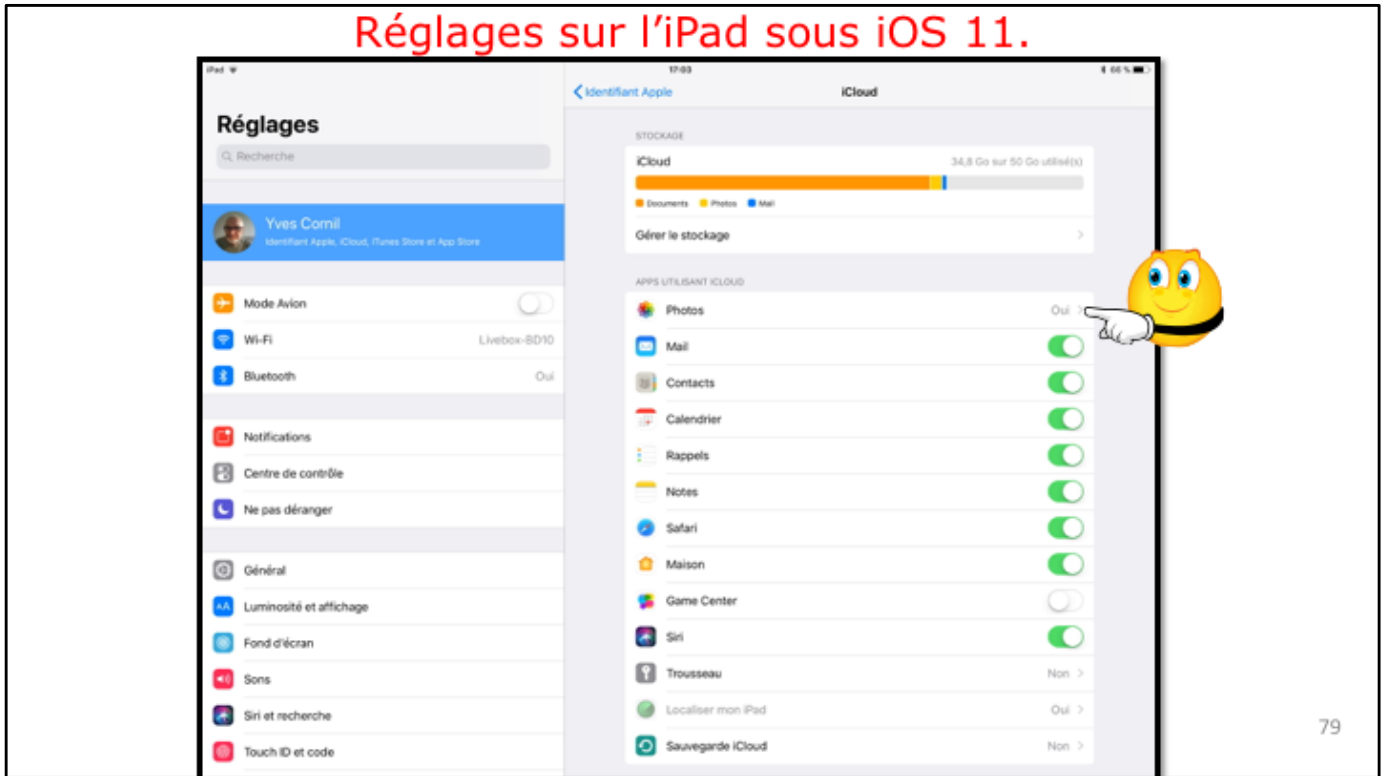 Réglages sur l'iPad sous iOS 11.
iPad
17:03
66 %
Réglages
Recherche
Yves Cornil
Identifiant Apple, iCloud, iTunes Store et App Store
Mode Avion
Wi-Fi Livebox-BD10
Bluetooth Oui
Notifications
Centre de contrôle
Ne pas déranger
Général
Luminosité et affichage
Fond d'écran
Sons
Siri et recherche
Touch ID et code
Identifiant Apple
iCloud
STOCKAGE
iCloud 34,8 Go sur 50 Go utilisé(s)
Documents Photos Mail
Gérer le stockage
APPS UTILISANT ICLOUD
Photos Oui
Mail
Contacts
Calendrier
Rappels
Notes
Safari
Maison
Game Center
Siri
Trousseau Non
Localiser mon iPad Oui
Sauvegarde iCloud Non
79